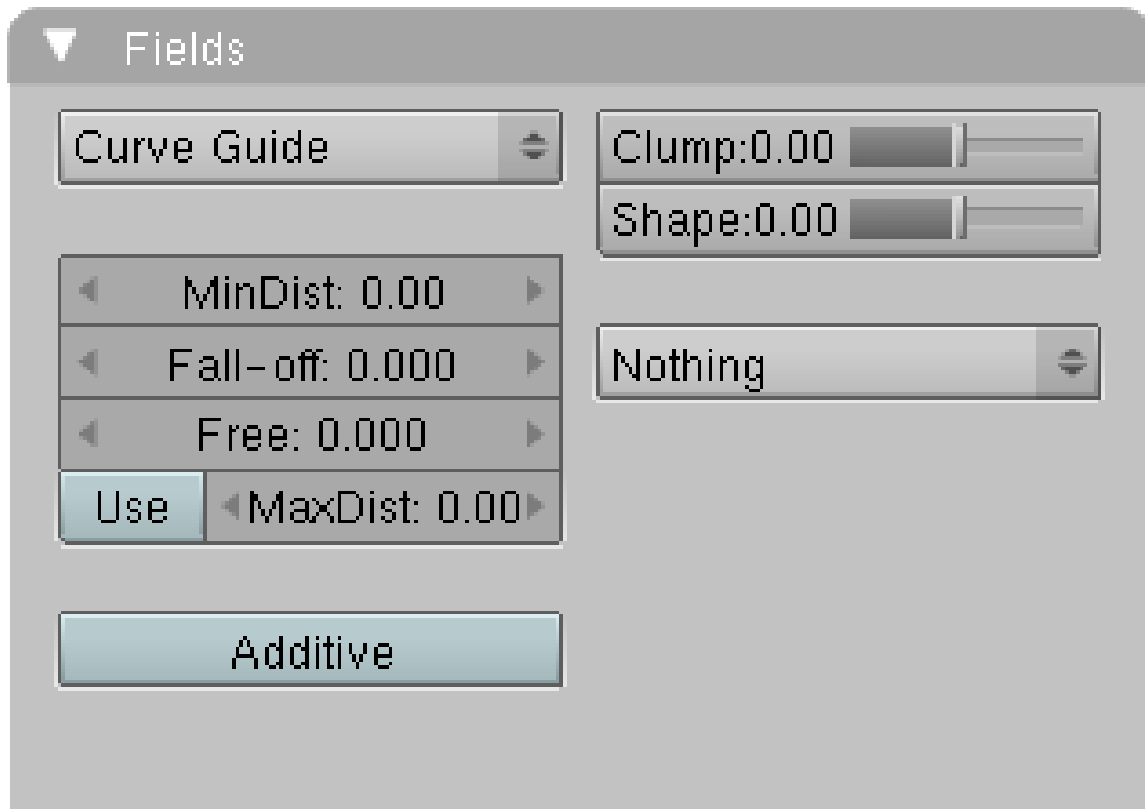 Fields
Curve Guide
MinDist: 0.00
Fall-off: 0.000
Free: 0.000
Use MaxDist: 0.00
Additive
Clump:0.00
Shape:0.00
Nothing